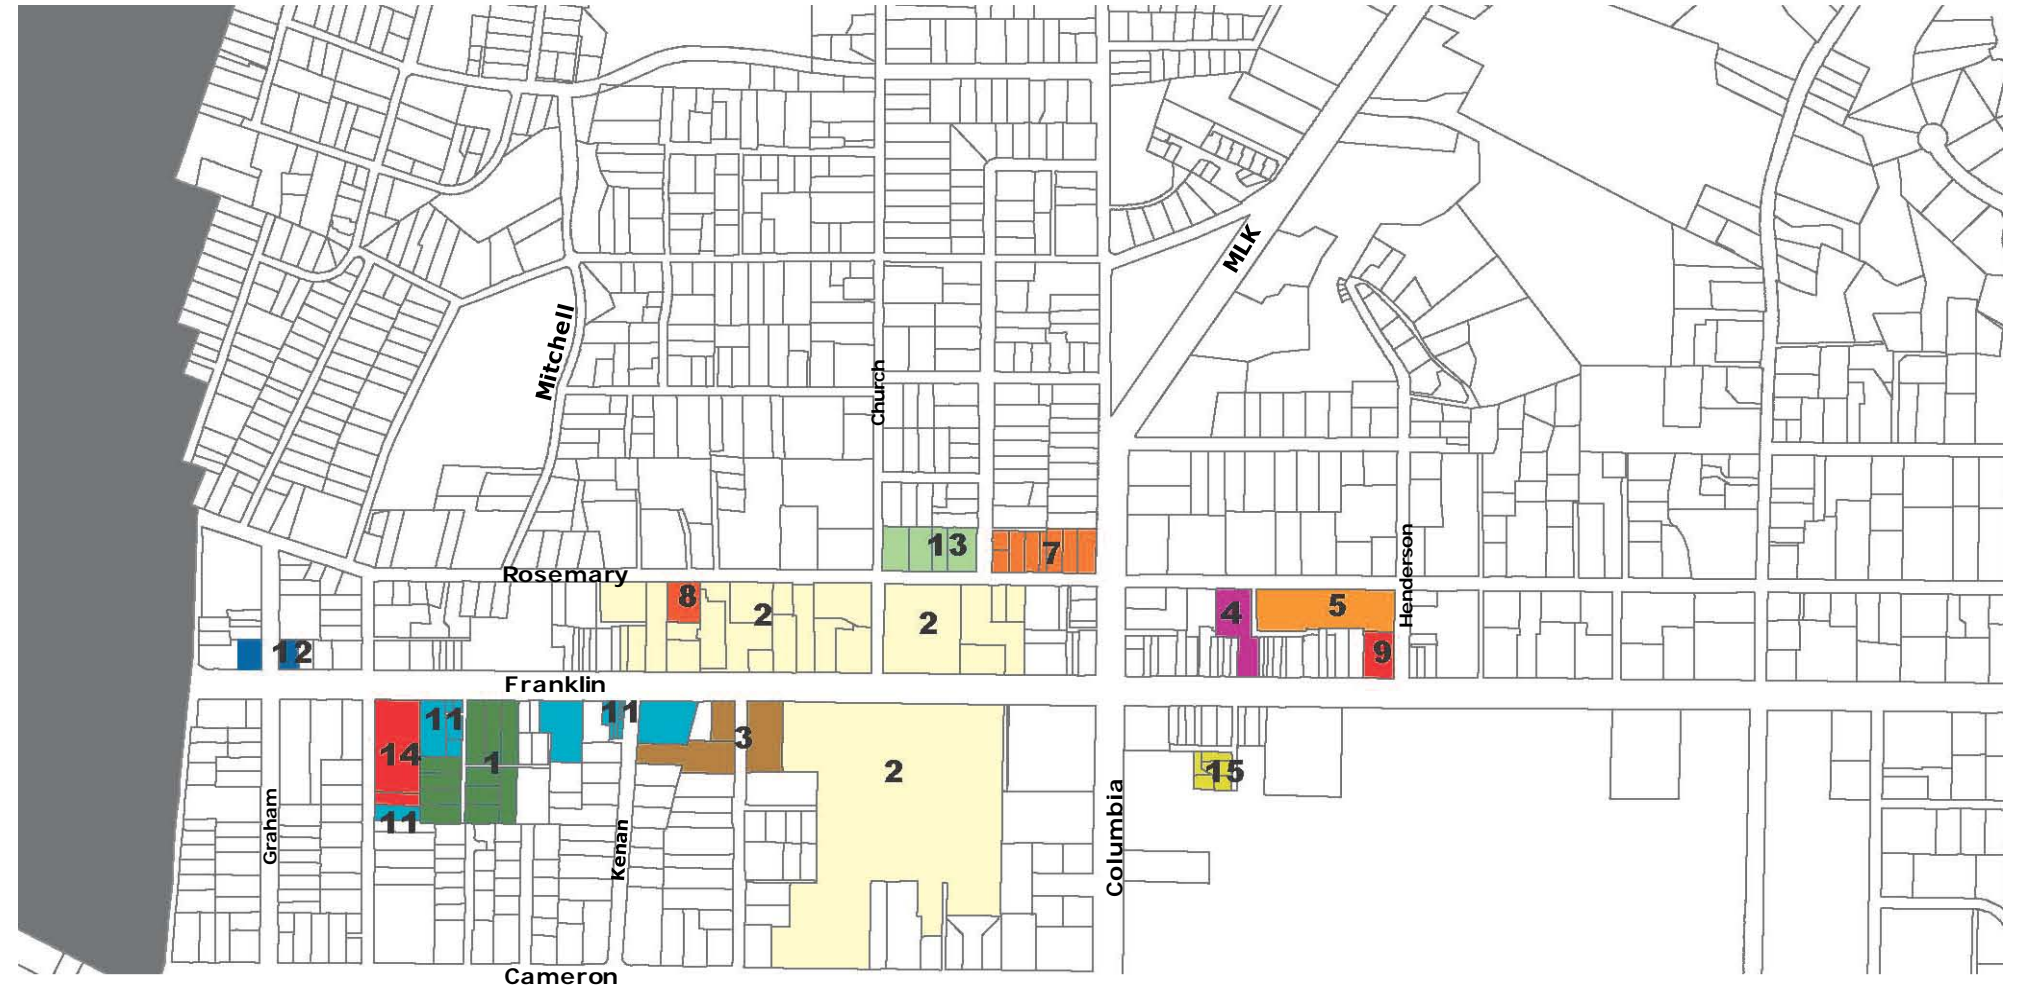 MLK
Mitchell
Church
Henderson
13
7
Rosemary
8
2
2
4
5
12
9
Franklin
11
11
14
1
3
2
15
11
Graham
Kenan
Columbia
Cameron